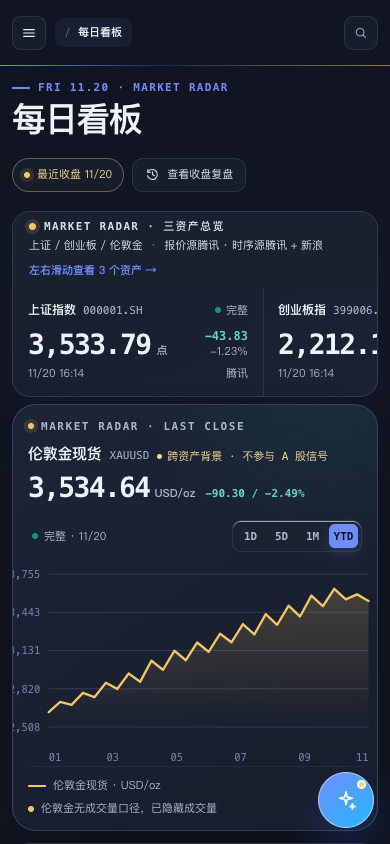 / 每日看板
FRI 11.20 · MARKET RADAR
每日看板
最近收盘 11/20
查看收盘复盘
MARKET RADAR · 三资产总览
上证 / 创业板 / 伦敦金 · 报价源腾讯 · 时序源腾讯 + 新浪
左右滑动查看 3 个资产 →
上证指数 000001.SH 完整
3,533.79 点 −43.83
−1.23%
11/20 16:14 腾讯
创业板指 399006.
2,212.1
11/20 16:14
MARKET RADAR · LAST CLOSE
伦敦金现货 XAUUSD 跨资产背景 · 不参与 A 股信号
3,534.64 USD/oz −90.30 / −2.49%
完整 · 11/20
1D 5D 1M YTD
,755
,443
,131
,820
,508
01 03 05 07 09 11
伦敦金现货 · USD/oz
伦敦金无成交量口径，已隐藏成交量